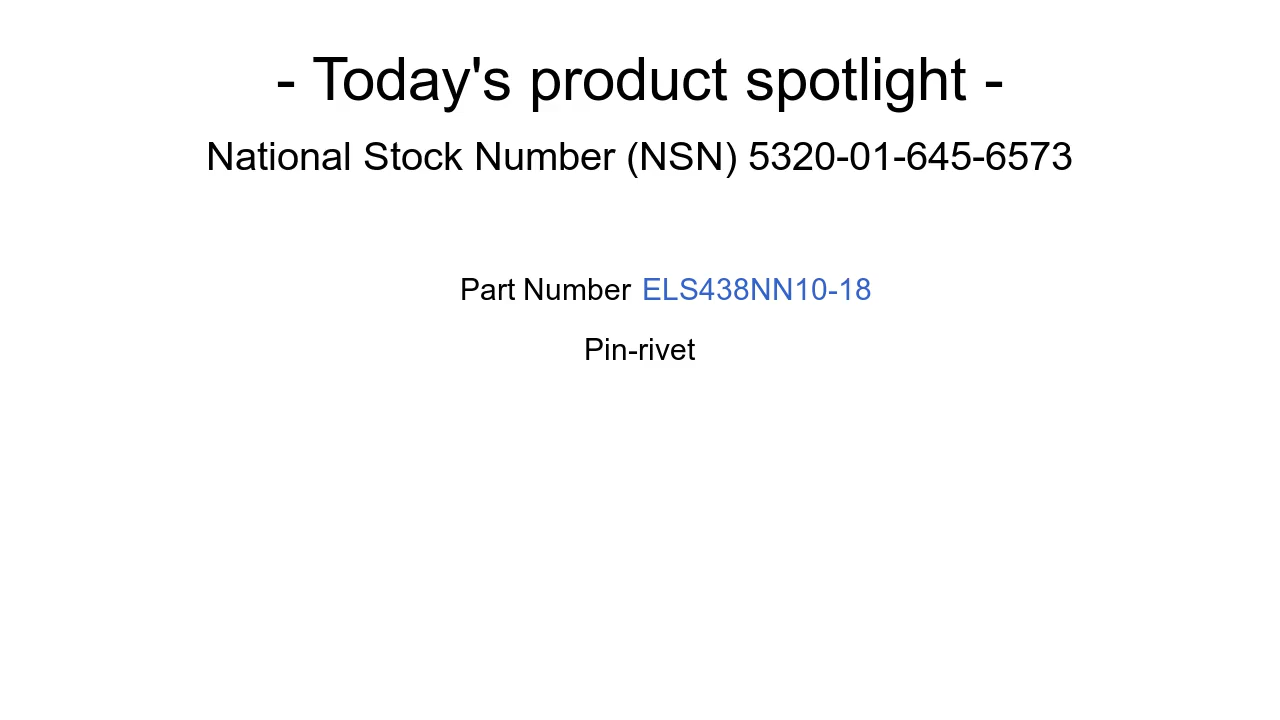 - Today's product spotlight -
National Stock Number (NSN) 5320-01-645-6573
Part Number ELS438NN10-18
Pin-rivet